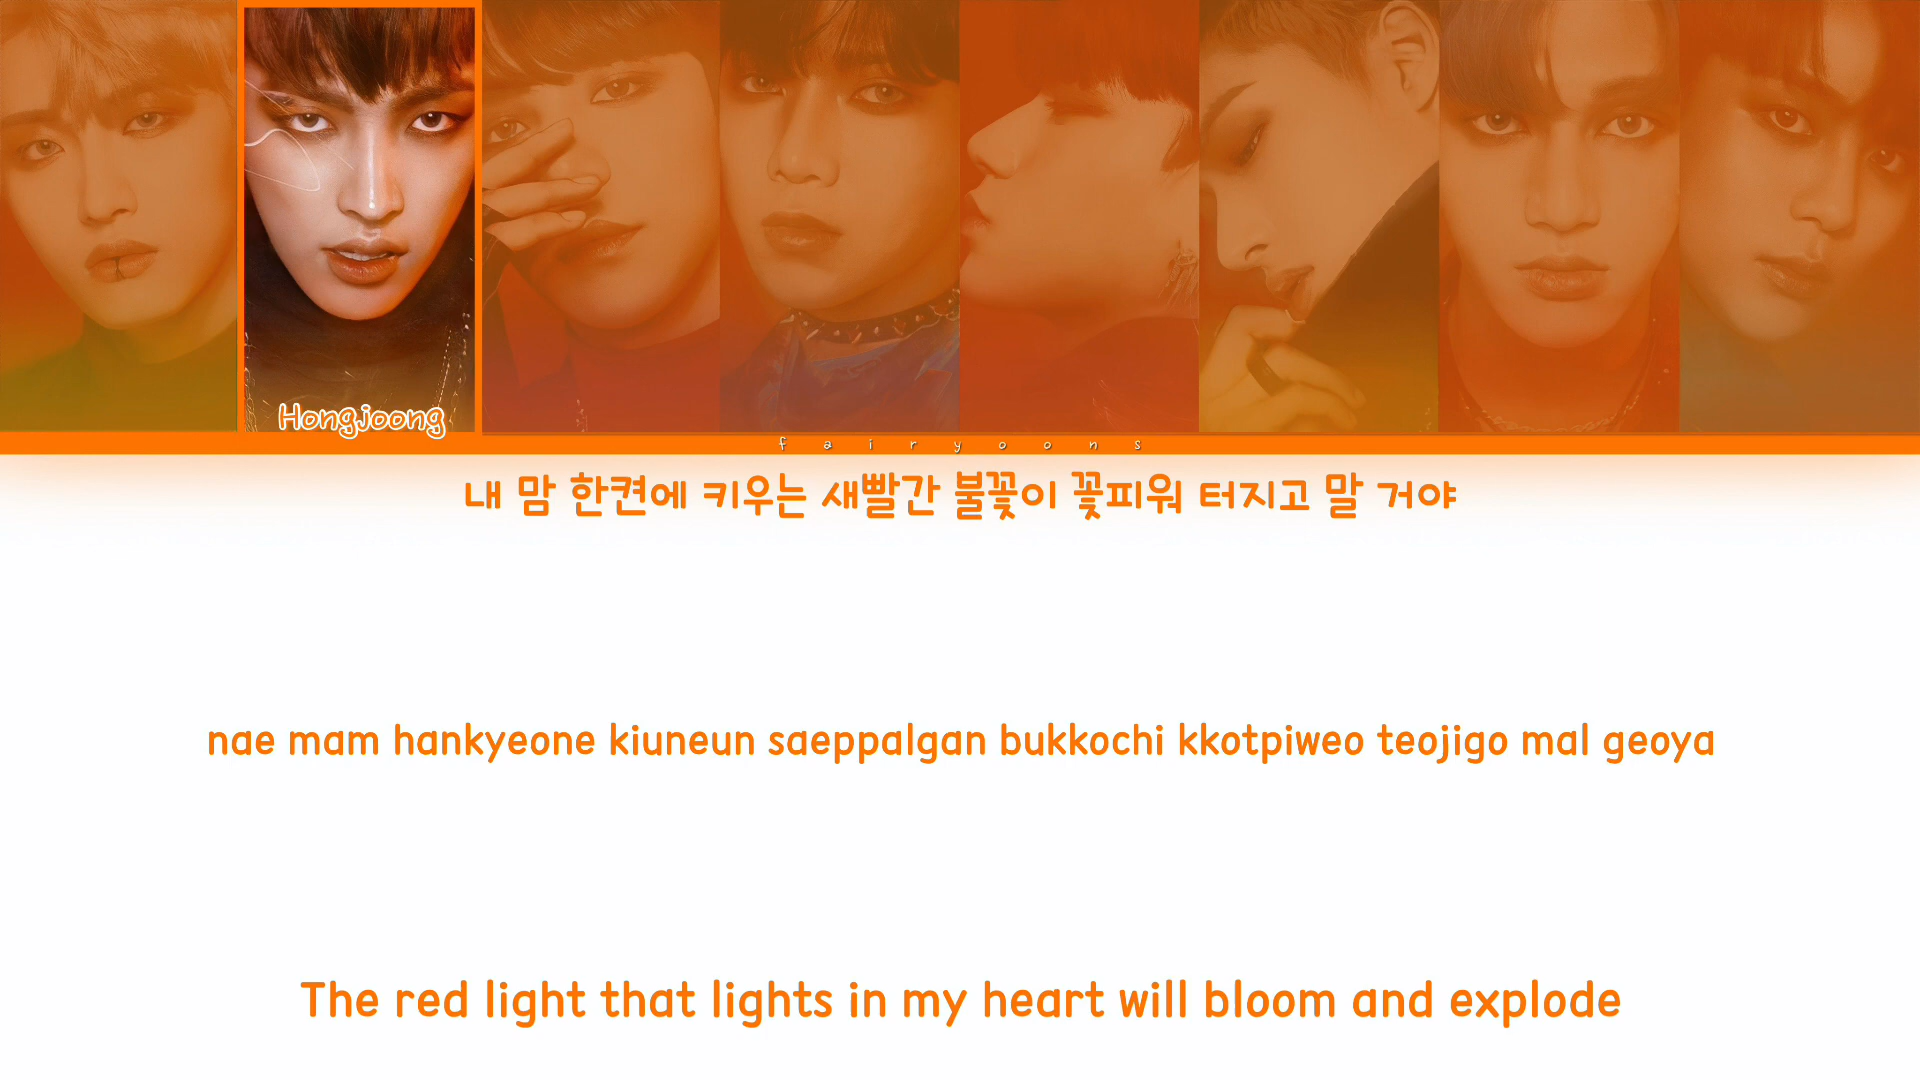 Hongjoong
fairyoons
내 맘 한켠에 키우는 새빨간 불꽃이 꽃피워 터지고 말 거야
nae mam hankyeone kiuneun saeppalgan bukkochi kkotpiweo teojigo mal geoya
The red light that lights in my heart will bloom and explode